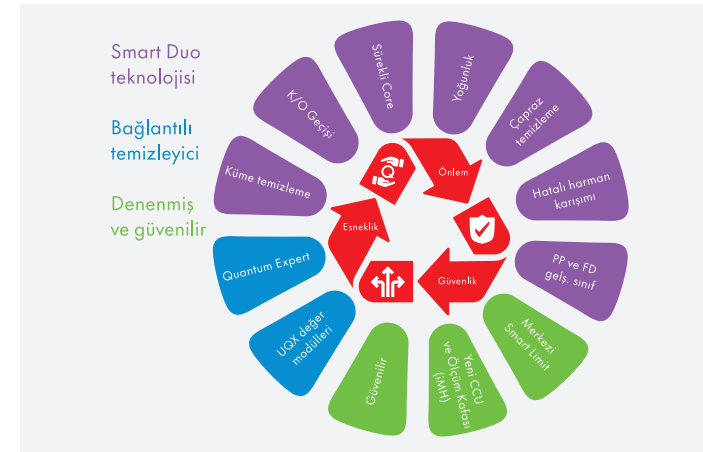 Smart Duo
teknolojisi
Bağlantılı
temizleyici
Denenmiş
ve güvenilir
Küme temizleme
K/O Geçişi
Sürekli Core
Yoğunluk
Çapraz
temizleme
Hatalı harman
karışımı
PP ve FD
gelş. sınıf
Merkezi
Smart Limit
Yeni CCU
ve Ölçüm Kafası
(iMH)
Güvenilir
UQX değer
modülleri
Quantum Expert
Q
Önlem
Güvenlik
Esneklik